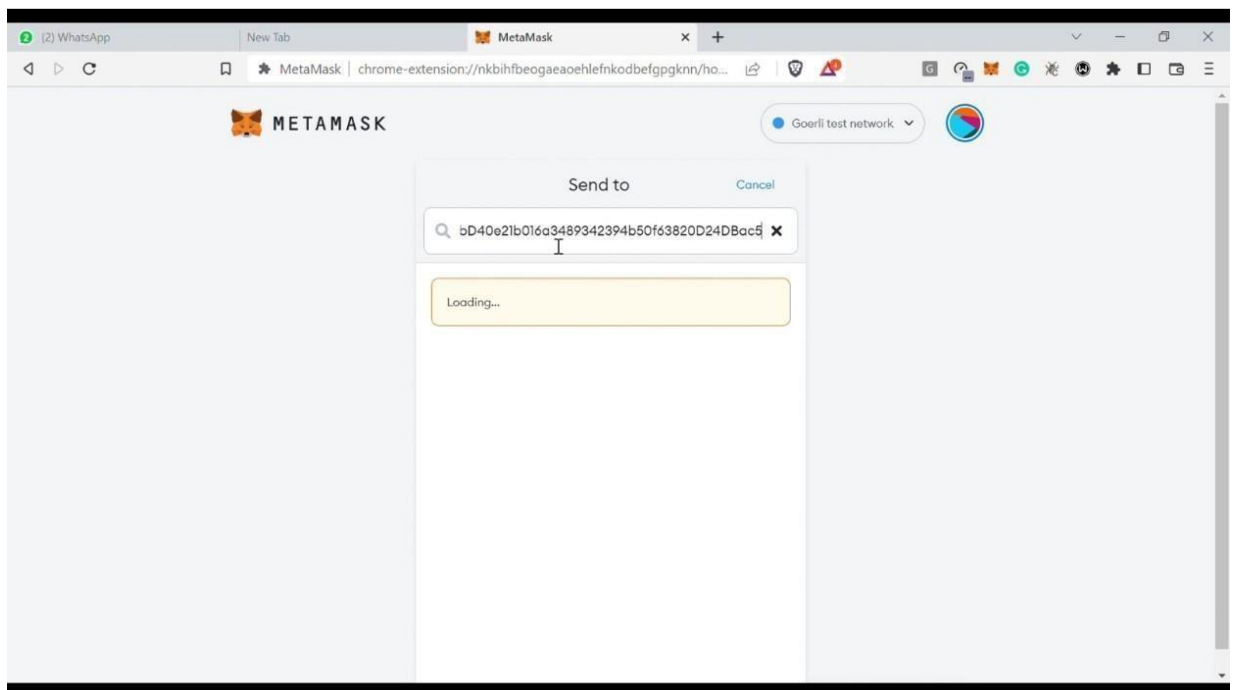 (2) WhatsApp
New Tab
MetaMask
MetaMask chrome-extension://nkbihfbeogaeaoehlefnkodbefgpgknn/ho...
METAMASK
Goerli test network
Send to
Cancel
bD40e21b016a3489342394b50f63820D24DBac5
Loading...